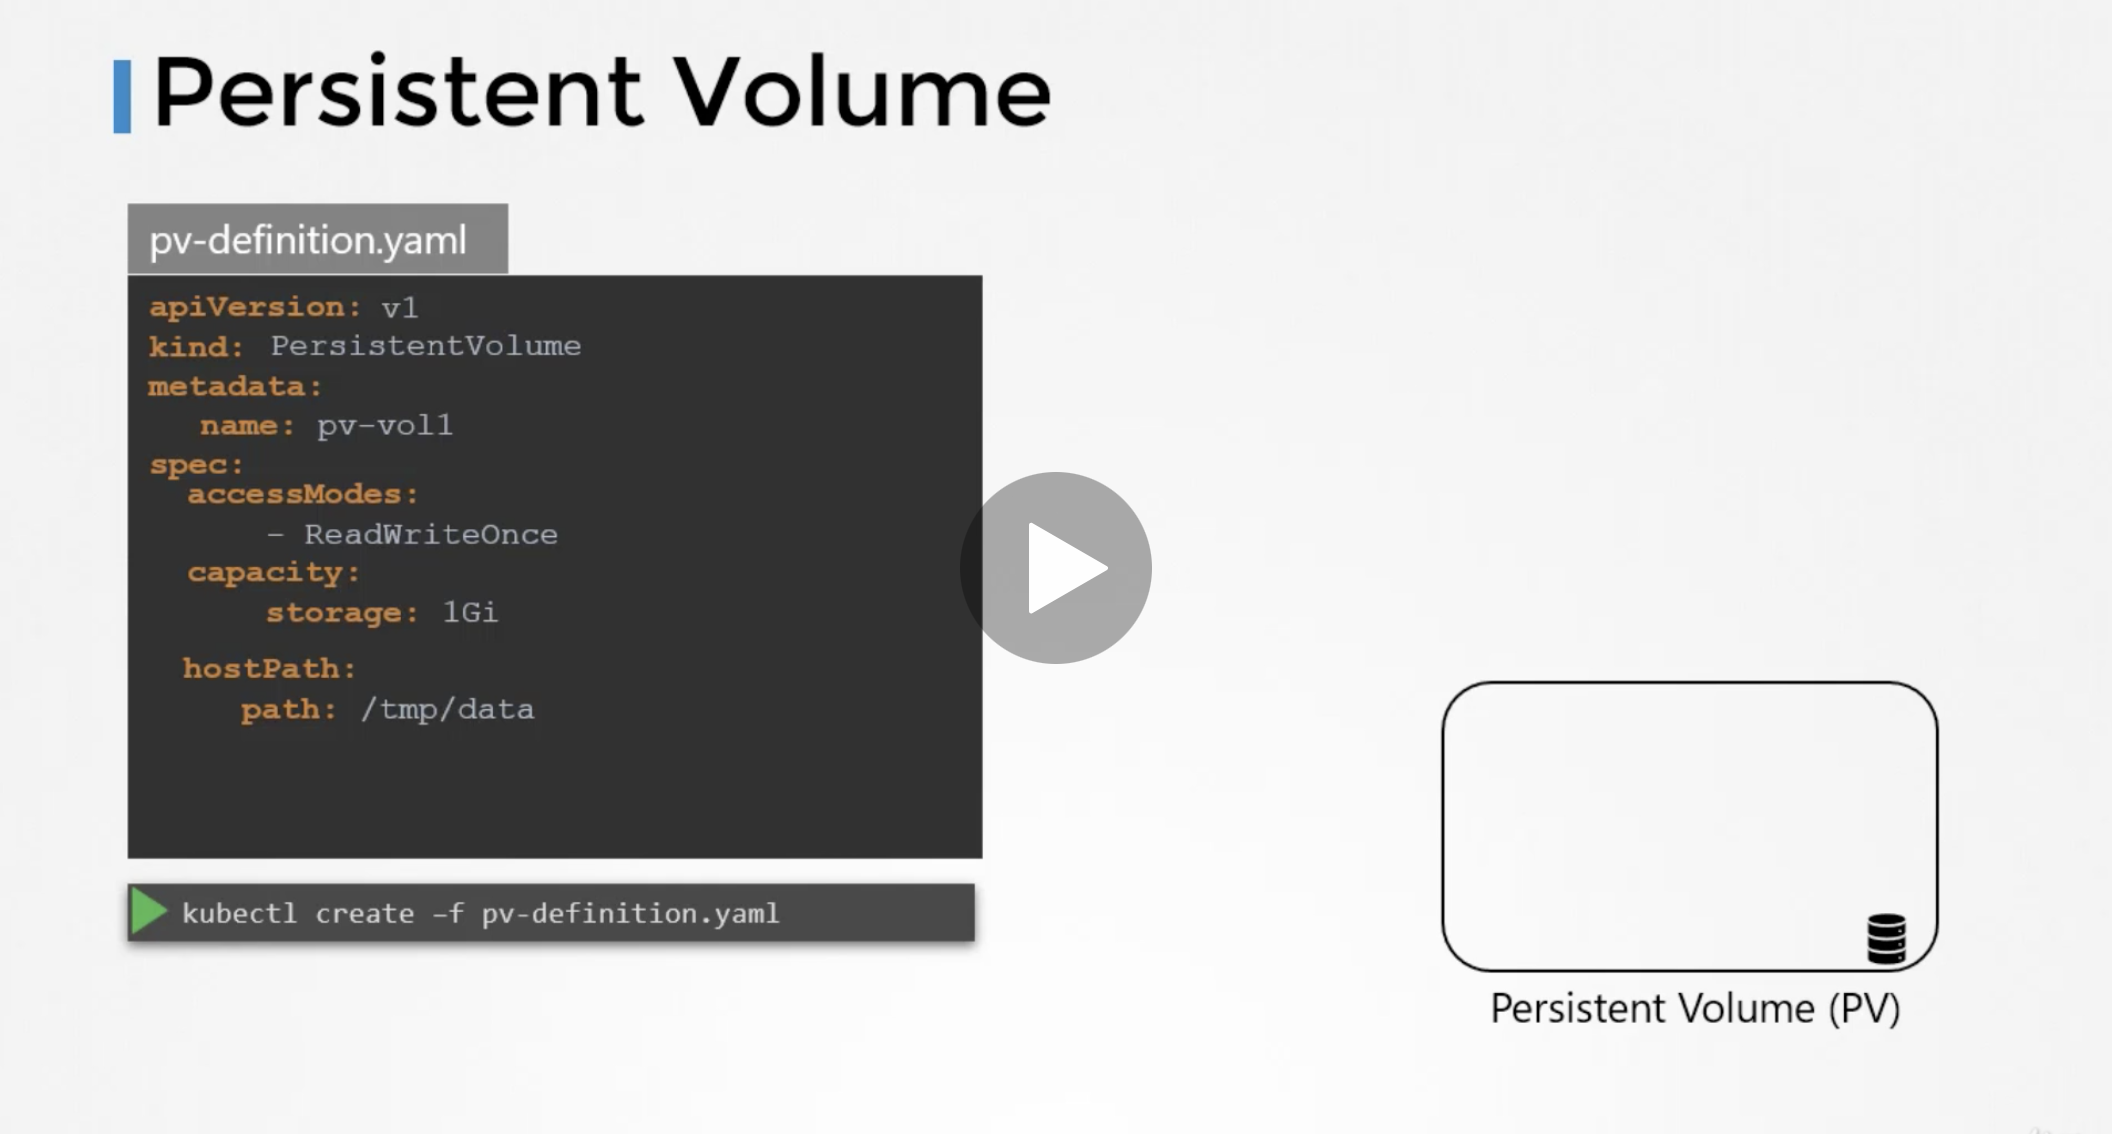 Persistent Volume
pv-definition.yaml
apiVersion: v1
kind: PersistentVolume
metadata:
name: pv-vol1
spec:
accessModes:
- ReadWriteOnce
capacity:
storage: 1Gi
hostPath:
path: /tmp/data
kubectl create –f pv-definition.yaml
Persistent Volume (PV)